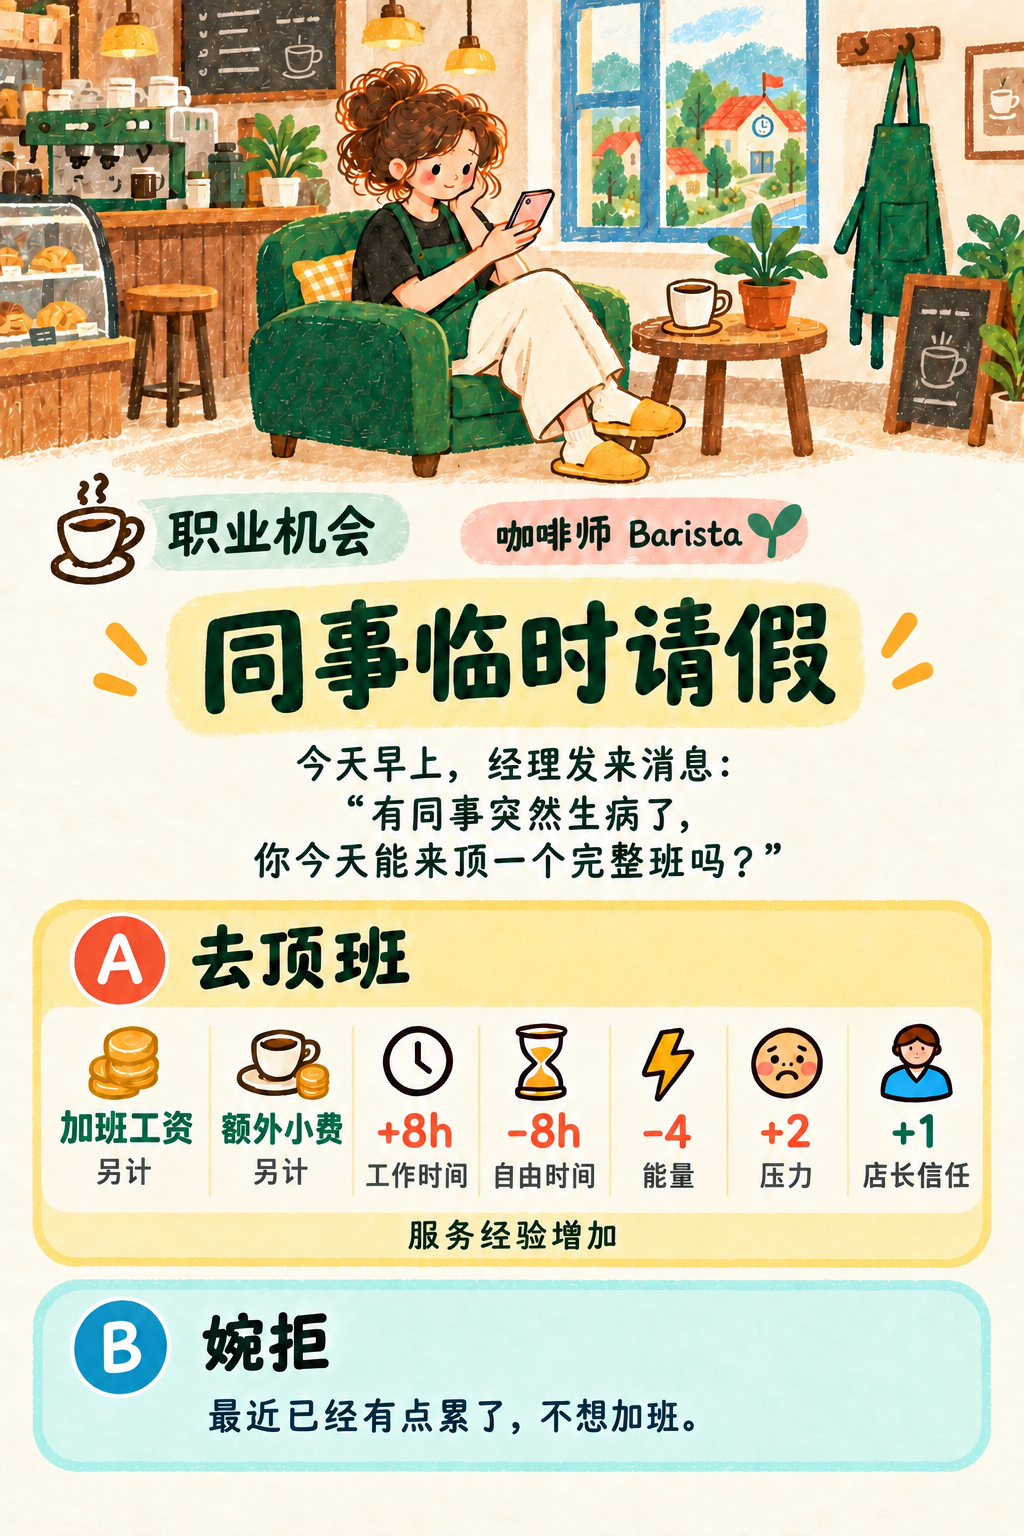 职业机会
咖啡师 Barista
同事临时请假
今天早上，经理发来消息：
“有同事突然生病了，
你今天能来顶一个完整班吗？”
A 去顶班
加班工资
另计
额外小费
另计
+8h
工作时间
-8h
自由时间
-4
能量
+2
压力
+1
店长信任
服务经验增加
B 婉拒
最近已经有点累了，不想加班。